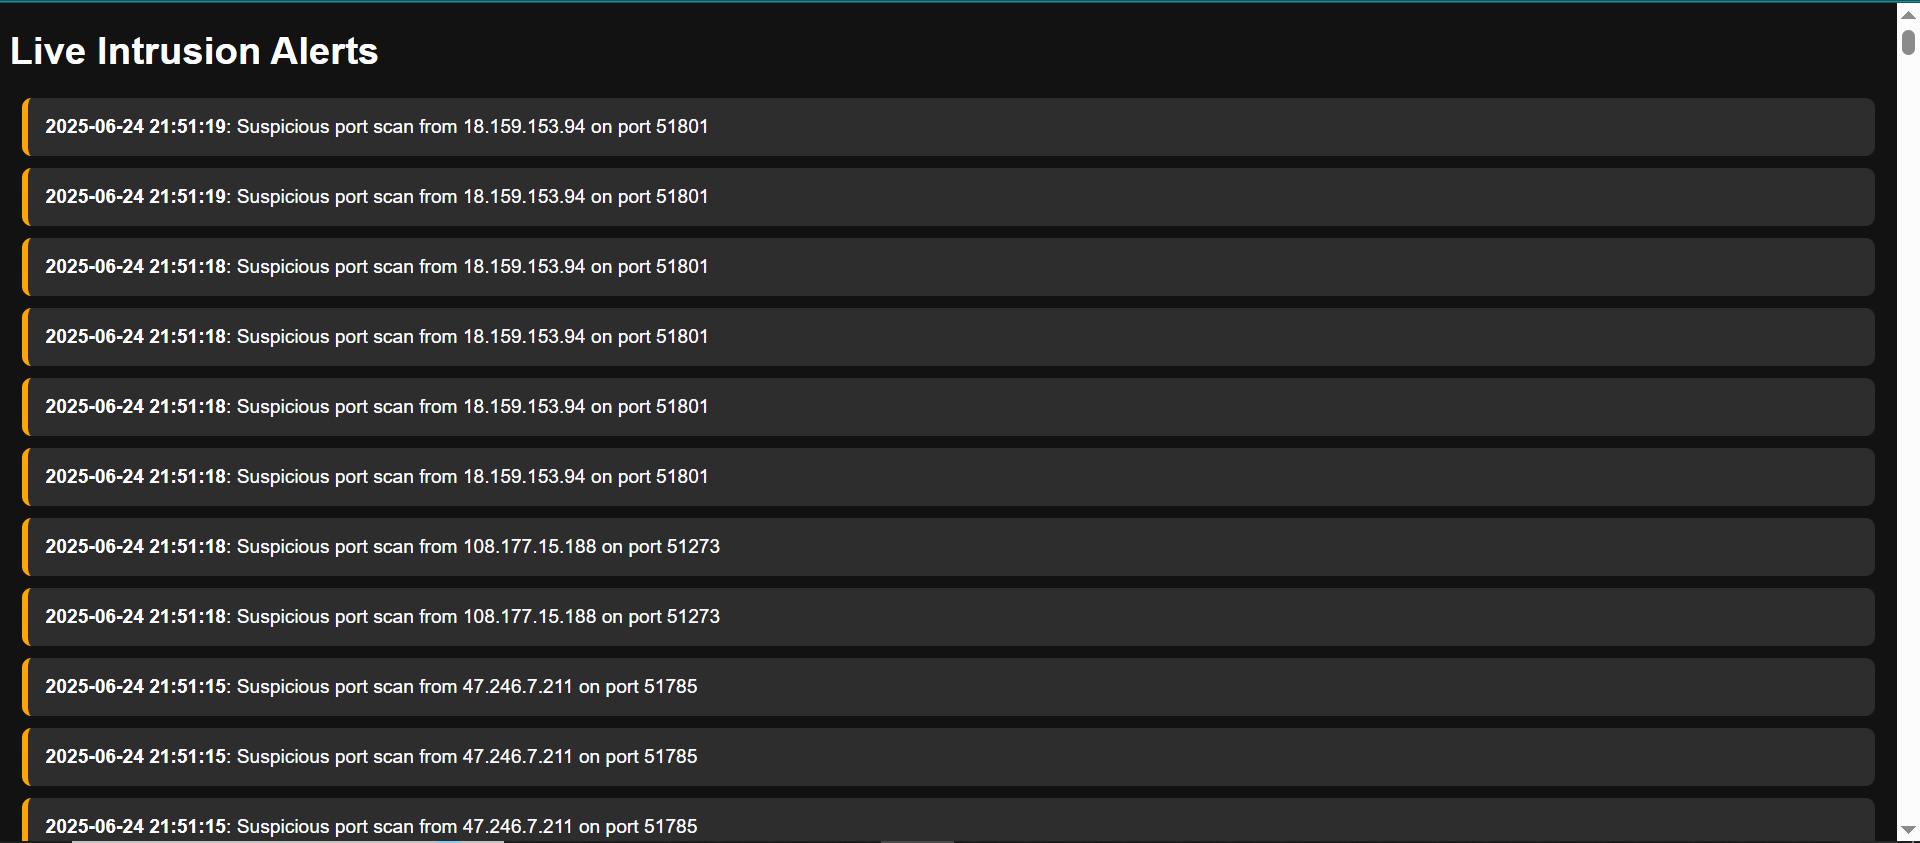 Live Intrusion Alerts
2025-06-24 21:51:19: Suspicious port scan from 18.159.153.94 on port 51801
2025-06-24 21:51:19: Suspicious port scan from 18.159.153.94 on port 51801
2025-06-24 21:51:18: Suspicious port scan from 18.159.153.94 on port 51801
2025-06-24 21:51:18: Suspicious port scan from 18.159.153.94 on port 51801
2025-06-24 21:51:18: Suspicious port scan from 18.159.153.94 on port 51801
2025-06-24 21:51:18: Suspicious port scan from 18.159.153.94 on port 51801
2025-06-24 21:51:18: Suspicious port scan from 108.177.15.188 on port 51273
2025-06-24 21:51:18: Suspicious port scan from 108.177.15.188 on port 51273
2025-06-24 21:51:15: Suspicious port scan from 47.246.7.211 on port 51785
2025-06-24 21:51:15: Suspicious port scan from 47.246.7.211 on port 51785
2025-06-24 21:51:15: Suspicious port scan from 47.246.7.211 on port 51785